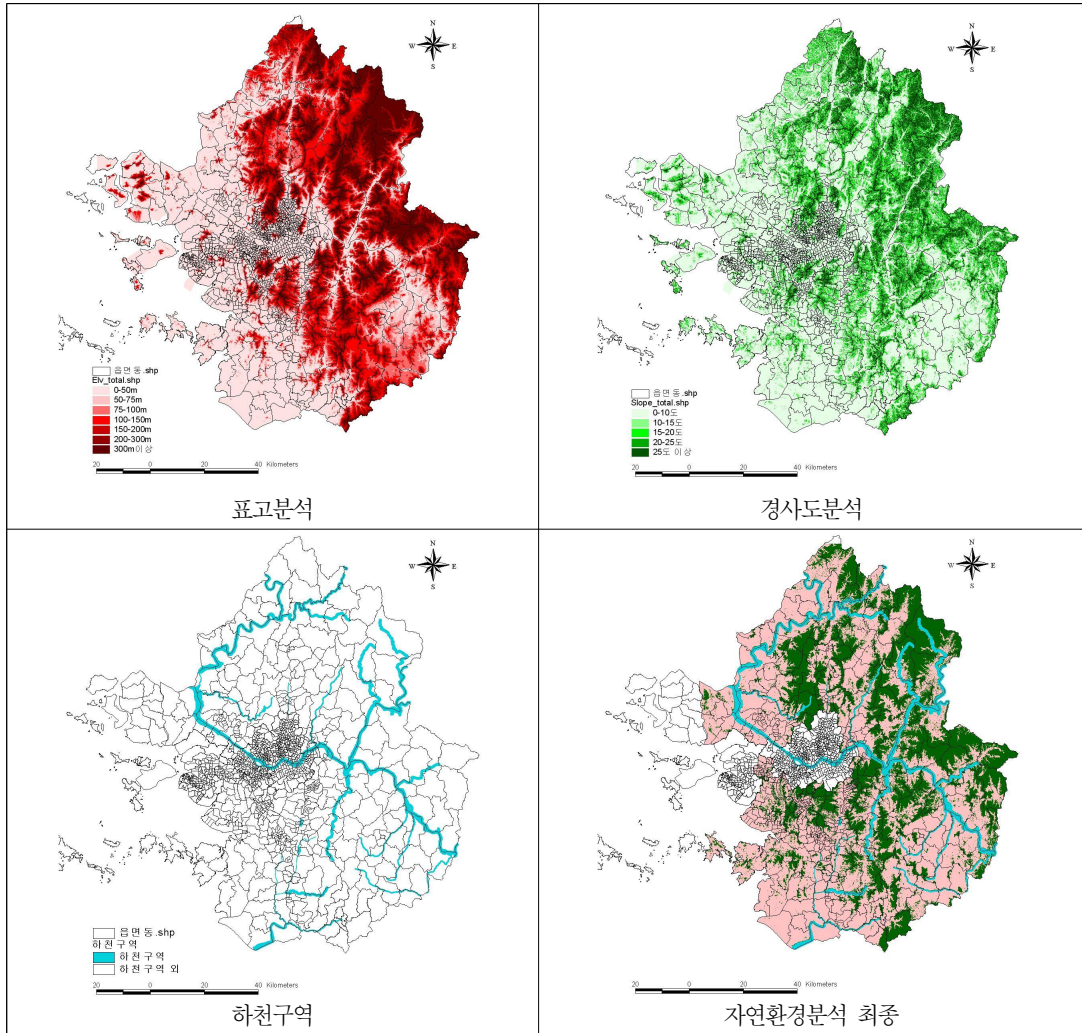 N
W E
S
읍면동.shp
Elv_total.shp
0-50m
50-75m
75-100m
100-150m
150-200m
200-300m
300m이상
20 0 20 40 Kilometers
표고분석
N
W E
S
읍면동.shp
Slope_total.shp
0-10도
10-15도
15-20도
20-25도
25도 이상
20 0 20 40 Kilometers
경사도분석
N
W E
S
읍면동.shp
하천구역
하천구역
하천구역 외
20 0 20 40 Kilometers
하천구역
N
W E
S
20 0 20 40 Kilometers
자연환경분석 최종